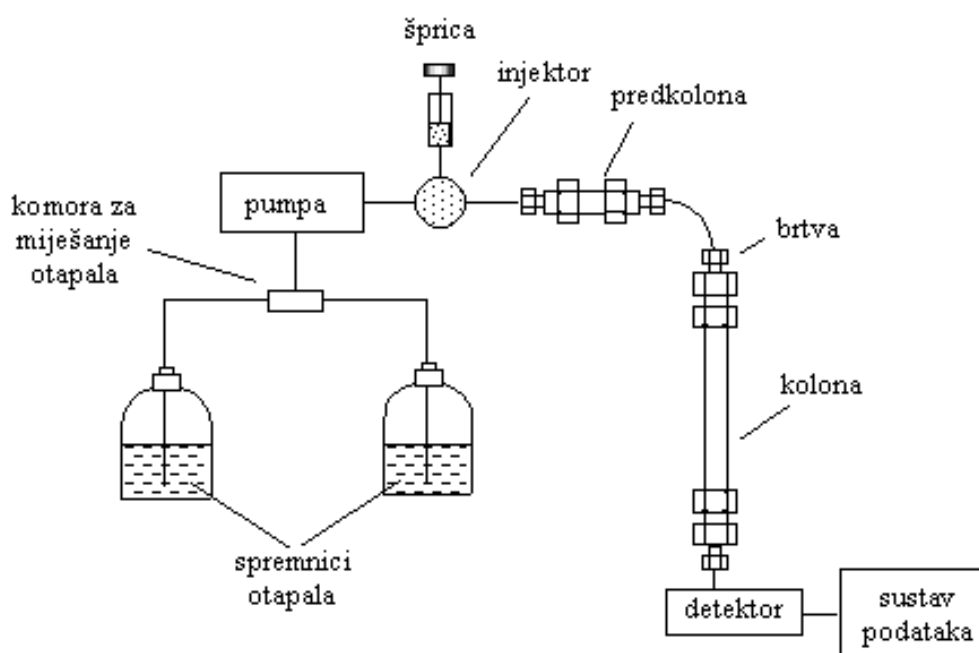 šprica
injektor
predkolona
pumpa
komora za
miješanje
otapala
brtva
kolona
spremnici
otapala
detektor
sustav
podataka